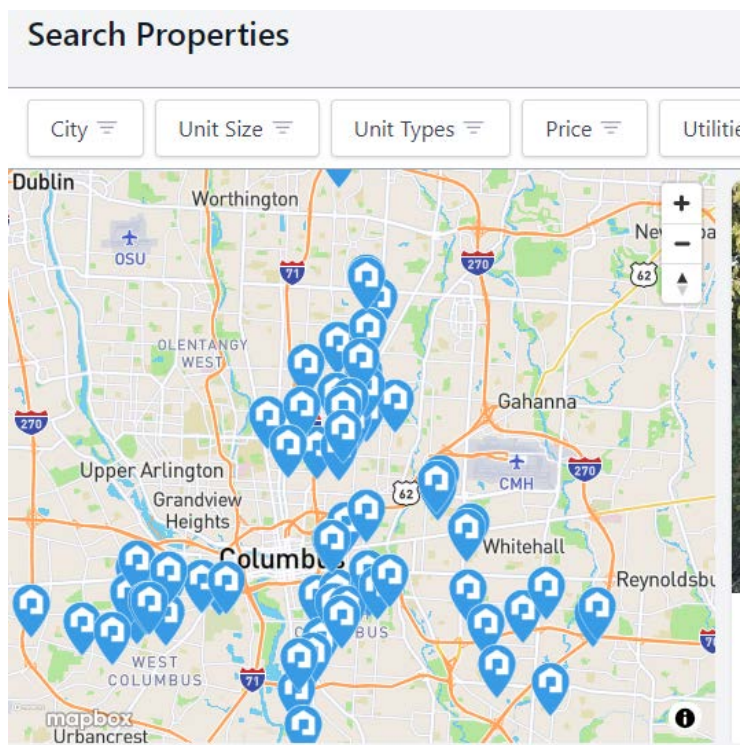 Search Properties
City
Unit Size
Unit Types
Price
Utilitie
Dublin
Worthington
OSU
71
270
62
OLENTANGY
WEST
270
Gahanna
Upper Arlington
Grandview
Heights
62
CMH
270
Columbus
Whitehall
Reynoldsbu
WEST
COLUMBUS
71
mapbox
Urbancrest